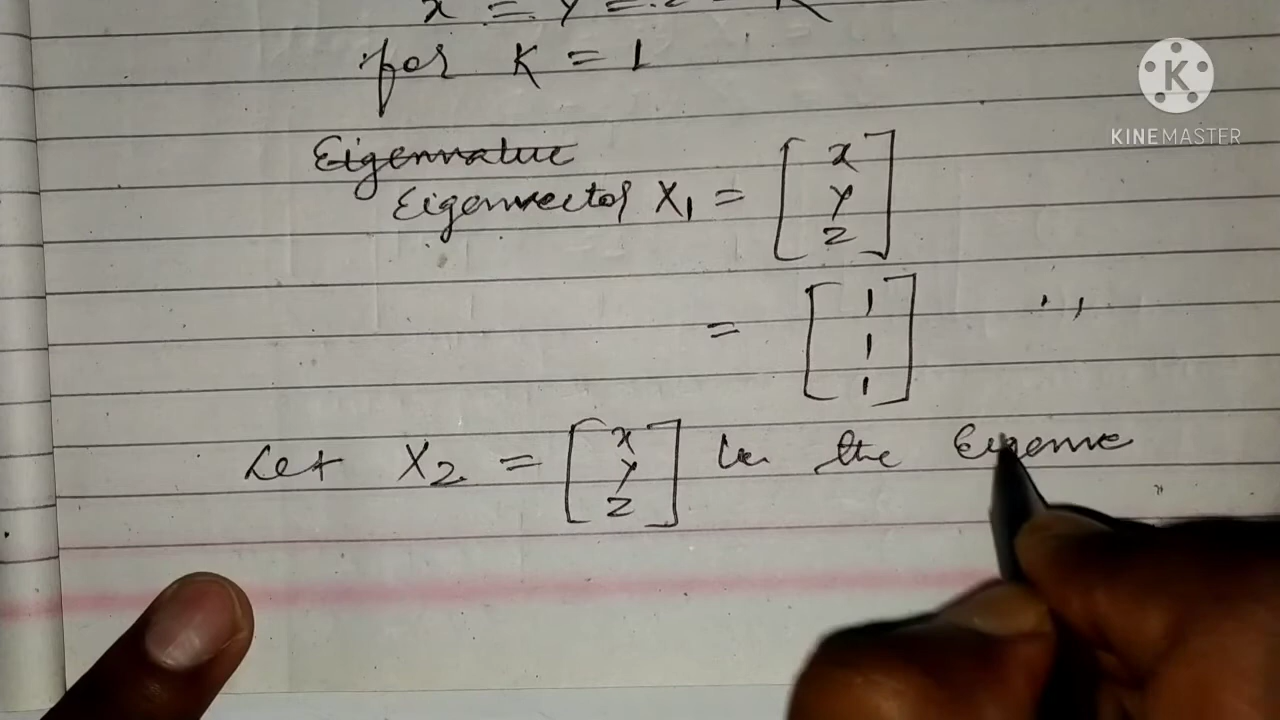 x = y = z = K
for K = 1
KINEMASTER
Eigenvalue
Eigenvector X₁ = [x y z]
= [1 1 1]
Let X₂ = [x y z] be the Eigenve